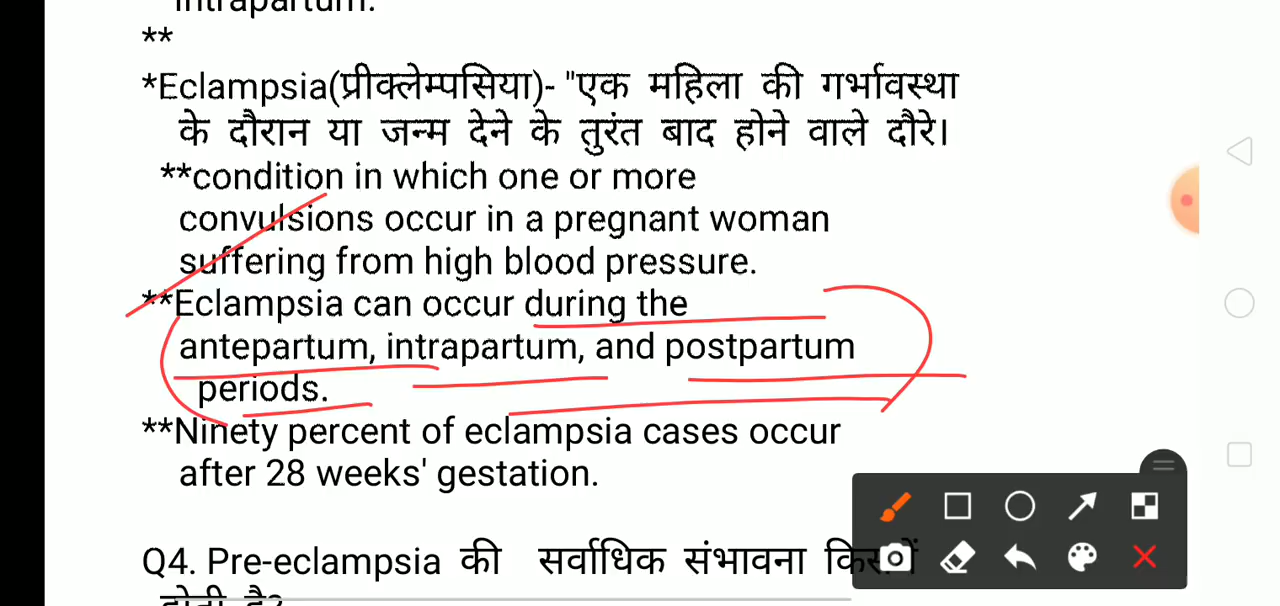 intrapartum.
**
*Eclampsia(प्रीक्लेम्पसिया)- "एक महिला की गर्भावस्था
के दौरान या जन्म देने के तुरंत बाद होने वाले दौरे।
**condition in which one or more
convulsions occur in a pregnant woman
suffering from high blood pressure.
**Eclampsia can occur during the
antepartum, intrapartum, and postpartum
periods.
**Ninety percent of eclampsia cases occur
after 28 weeks' gestation.
Q4. Pre-eclampsia की सर्वाधिक संभावना किसमें
होती है?